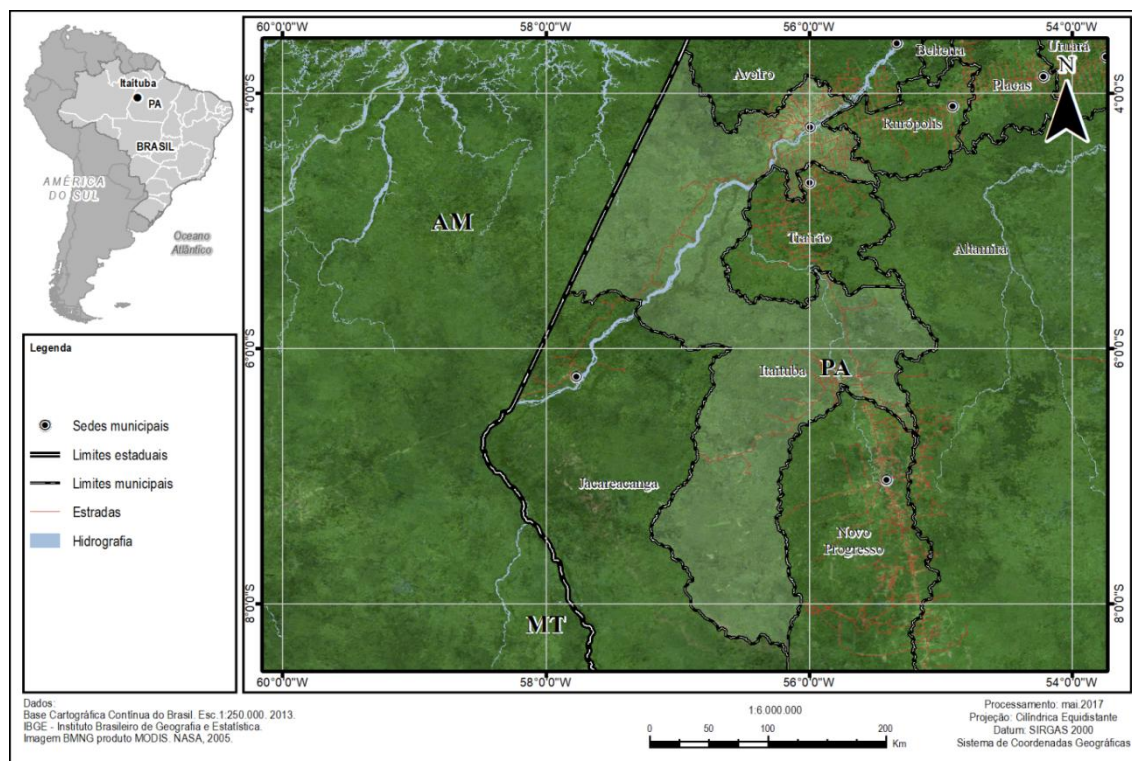 Itaituba
PA
BRASIL
AMÉRICA
DO SUL
Oceano
Atlântico
Legenda
Sedes municipais
Limites estaduais
Limites municipais
Estradas
Hidrografia
60°0'0"W
58°0'0"W
56°0'0"W
54°0'0"W
4°0'0"S
6°0'0"S
8°0'0"S
Aveiro
Belterra
Uruará
N
Placas
Rurópolis
AM
Trairão
Altamira
Itaituba
PA
Jacareacanga
Novo
Progresso
MT
4°0'0"S
6°0'0"S
8°0'0"S
60°0'0"W
58°0'0"W
56°0'0"W
54°0'0"W
Dados:
Base Cartográfica Contínua do Brasil. Esc.1:250.000. 2013.
IBGE - Instituto Brasileiro de Geografia e Estatística.
Imagem BMNG produto MODIS. NASA, 2005.
1:6.000.000
0 50 100 200
Km
Processamento: mai.2017
Projeção: Cilíndrica Equidistante
Datum: SIRGAS 2000
Sistema de Coordenadas Geográficas